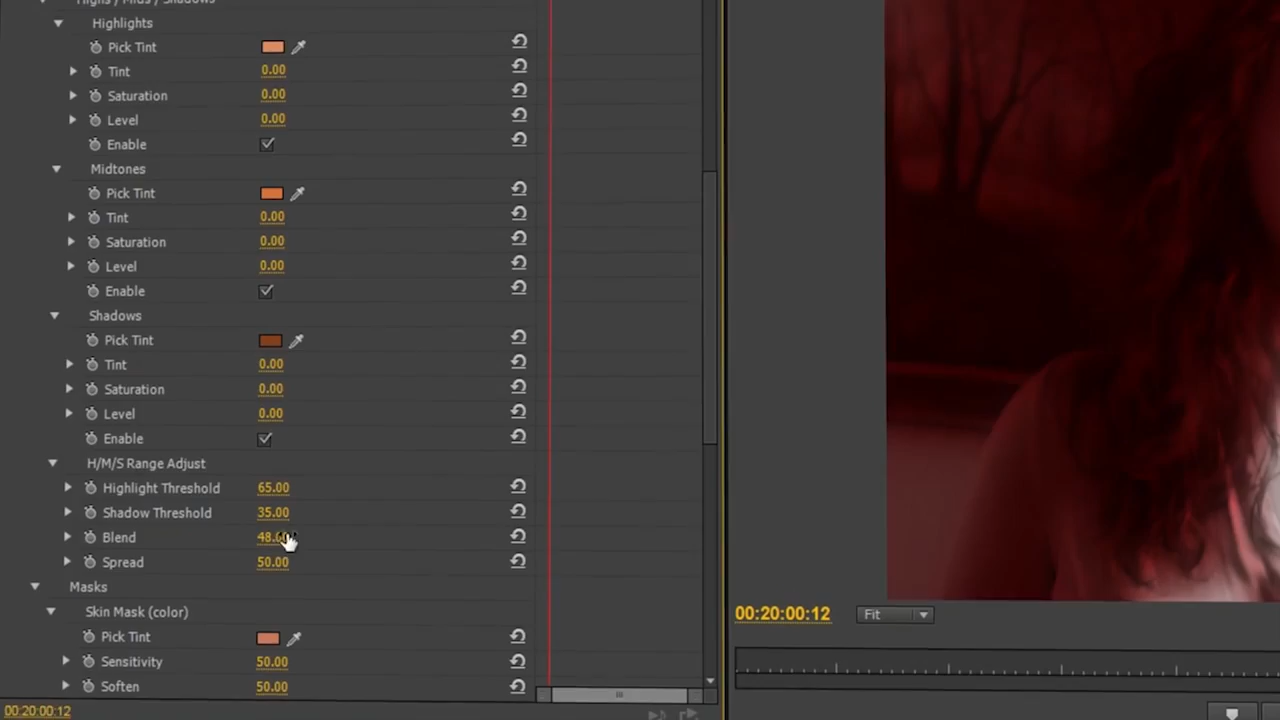 Highs / Mids / Shadows
Highlights
Pick Tint
Tint 0.00
Saturation 0.00
Level 0.00
Enable
Midtones
Pick Tint
Tint 0.00
Saturation 0.00
Level 0.00
Enable
Shadows
Pick Tint
Tint 0.00
Saturation 0.00
Level 0.00
Enable
H/M/S Range Adjust
Highlight Threshold 65.00
Shadow Threshold 35.00
Blend
Spread 50.00
Masks
Skin Mask (color)
00:20:00:12 Fit
Pick Tint
Sensitivity 50.00
Soften 50.00
00:20:00:12